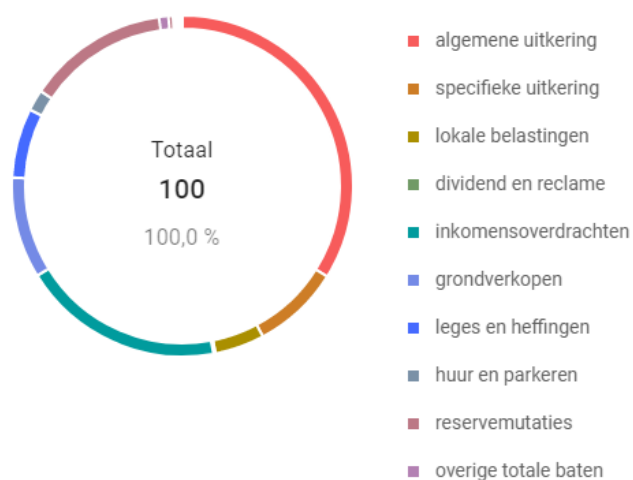 Totaal
100
100,0 %
algemene uitkering
specifieke uitkering
lokale belastingen
dividend en reclame
inkomensoverdrachten
grondverkopen
leges en heffingen
huur en parkeren
reservemutaties
overige totale baten